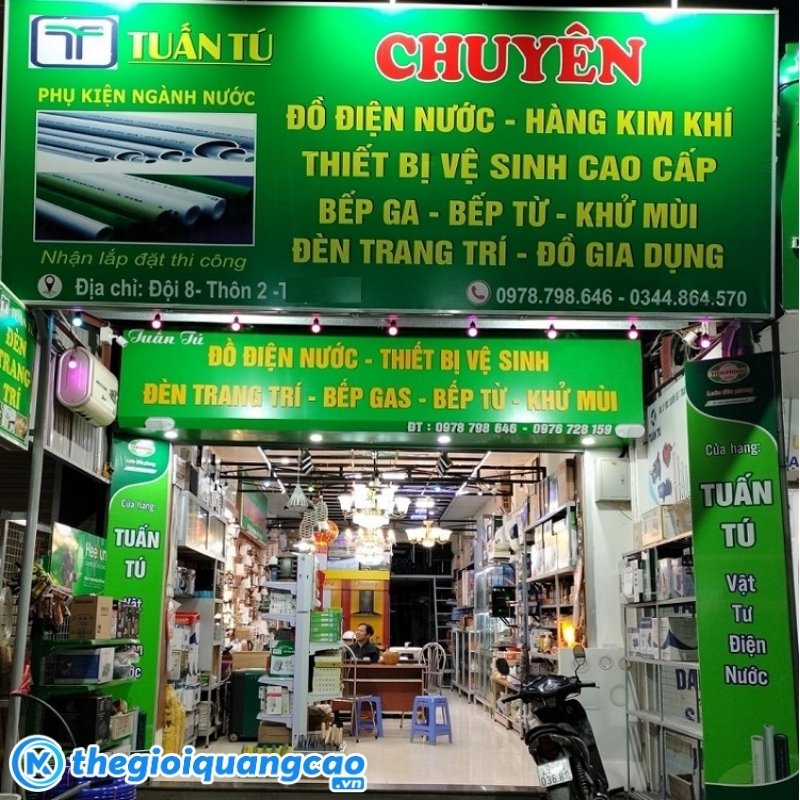 TUẤN TÚ
PHỤ KIỆN NGÀNH NƯỚC
Nhận lắp đặt thi công
Địa chỉ: Đội 8- Thôn 2 -T
CHUYÊN
ĐỒ ĐIỆN NƯỚC - HÀNG KIM KHÍ
THIẾT BỊ VỆ SINH CAO CẤP
BẾP GA - BẾP TỪ - KHỬ MÙI
ĐÈN TRANG TRÍ - ĐỒ GIA DỤNG
0978.798.646 - 0344.864.570
Tuấn Tú
ĐỒ ĐIỆN NƯỚC - THIẾT BỊ VỆ SINH
ĐÈN TRANG TRÍ - BẾP GAS - BẾP TỪ - KHỬ MÙI
ĐT : 0978 798 646 - 0976 728 159
ĐÈN
TRANG
TRÍ
Cửa hàng
TUẤN
TÚ
Vật
Cửa hàng:
TUẤN
TÚ
Vật
Tư
Điện
Nước
thegioiquangcao
.vn